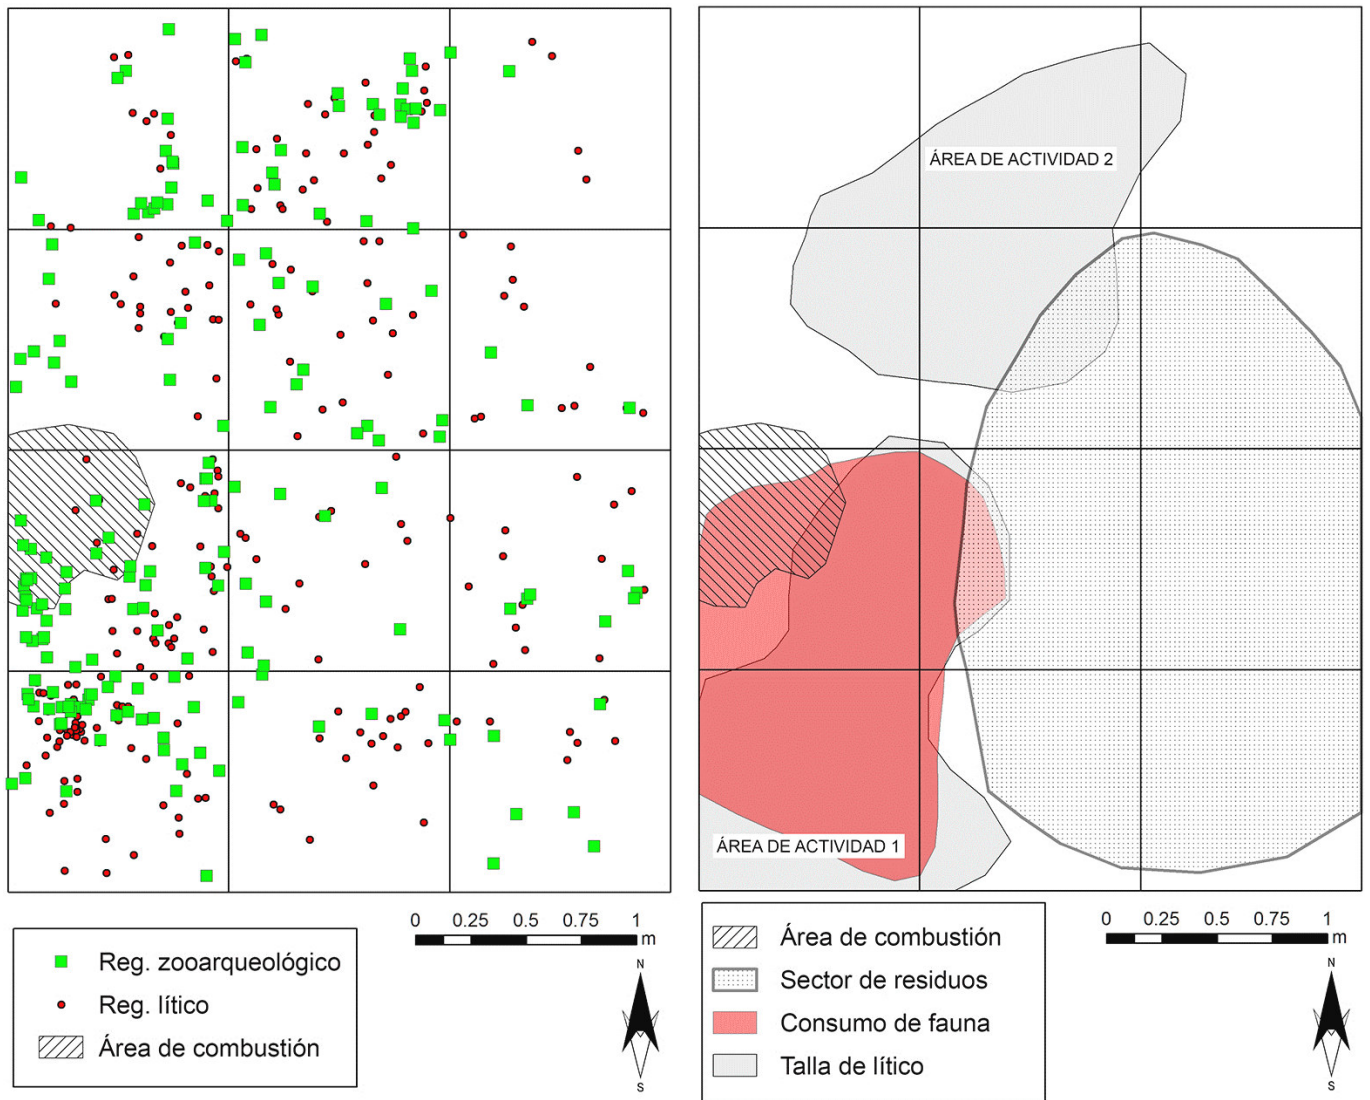 ÁREA DE ACTIVIDAD 2
ÁREA DE ACTIVIDAD 1
0 0.25 0.5 0.75 1
m
Reg. zooarqueológico
Reg. lítico
Área de combustión
N
S
0 0.25 0.5 0.75 1
m
Área de combustión
Sector de residuos
Consumo de fauna
Talla de lítico
N
S